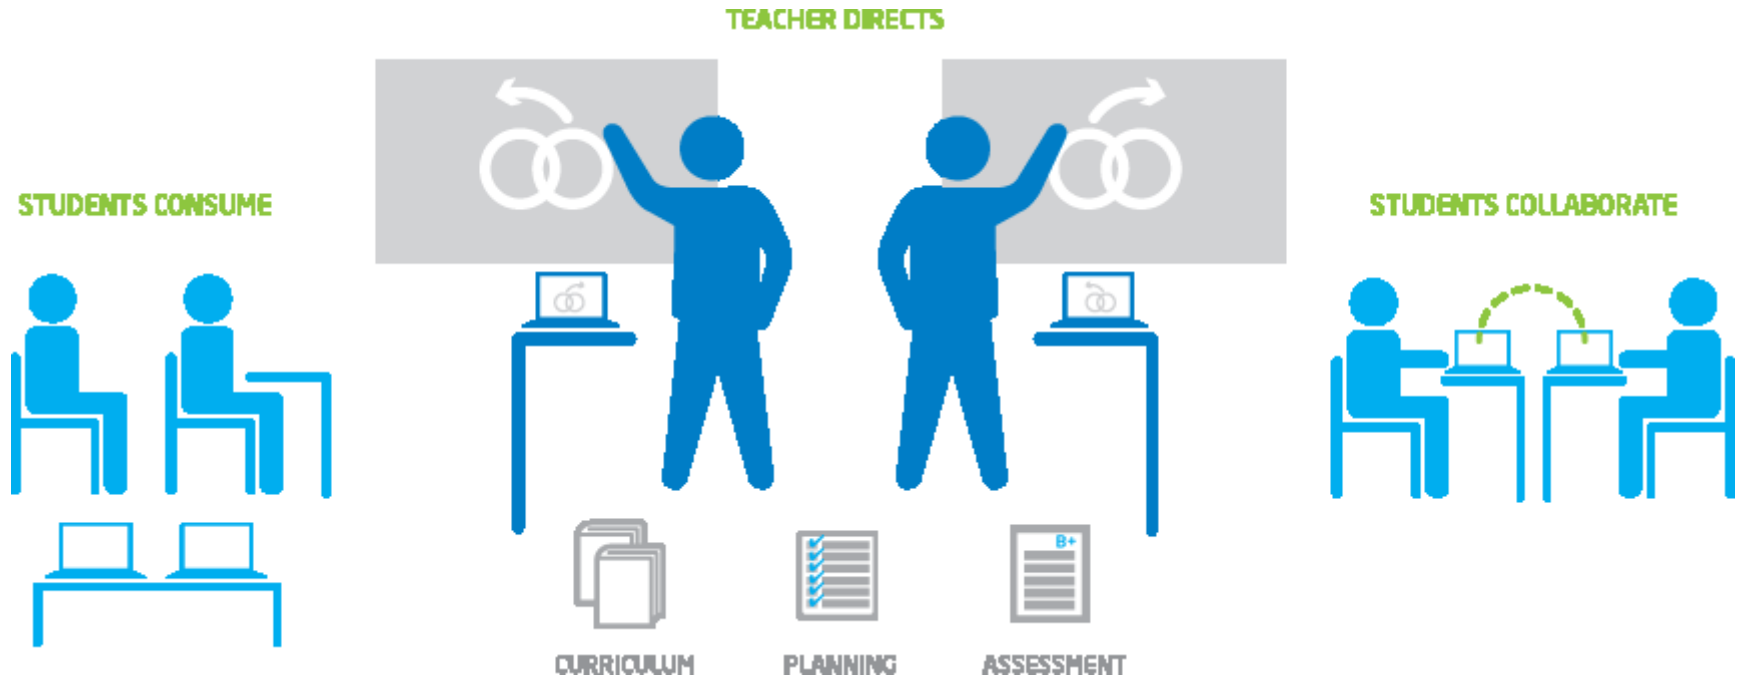 TEACHER DIRECTS
STUDENTS CONSUME
STUDENTS COLLABORATE
B+
CURRICULUM
PLANNING
ASSESSMENT